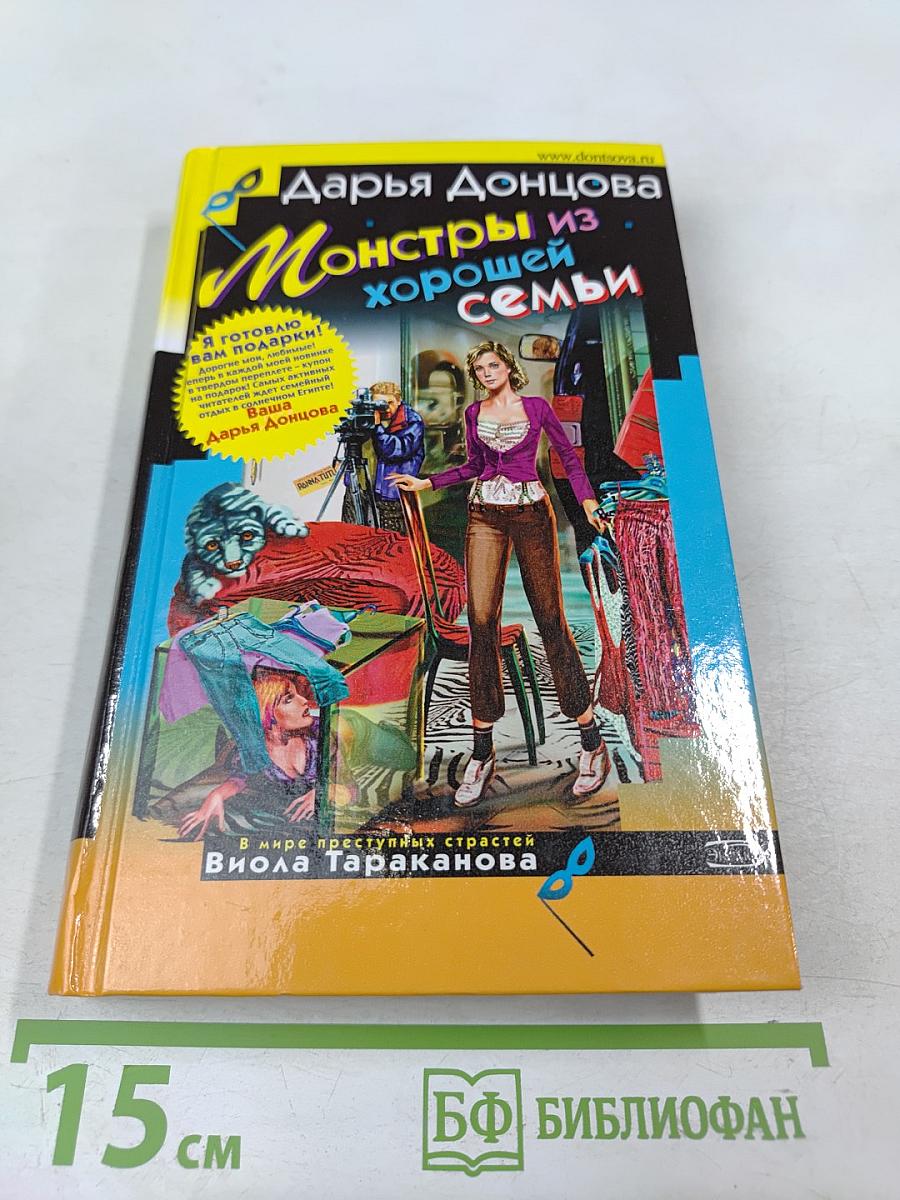 www.dontsova.ru
Дарья Донцова
Монстры из
хорошей
семьи
Я готовлю
вам подарки!
Дорогие мои, любимые!
Теперь в каждой моей новинке
в твердом переплете – купон
на подарок! Самых активных
читателей ждет семейный
отдых в солнечном Египте!
Ваша
Дарья Донцова
В мире преступных страстей
Виола Тараканова
15 см
БФ БИБЛИОФАН